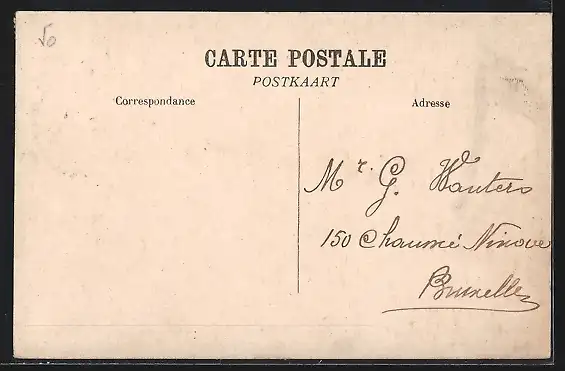 50
CARTE POSTALE
POSTKAART
Correspondance
Adresse
Mr. G. Wauters
150 Chaussée Ninove
Bruxelles